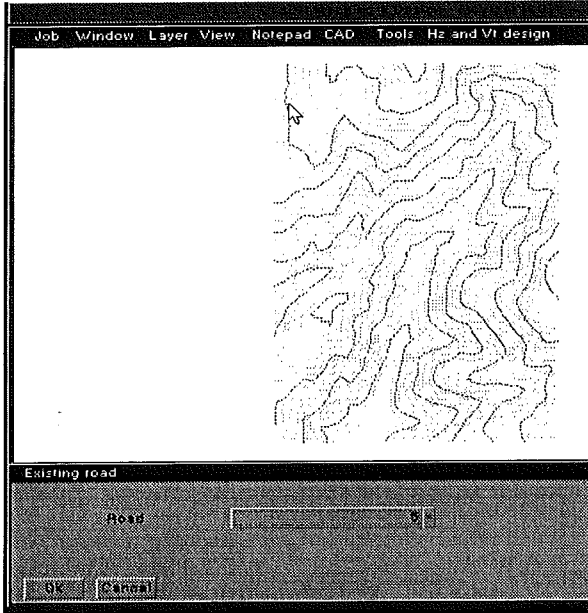 Job Window Layer View Notepad CAD Tools Hz and Vt design
Existing road
Road
Ok Cancel